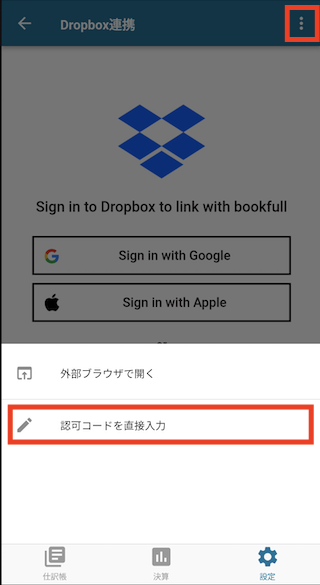 Dropbox連携
Sign in to Dropbox to link with bookfull
Sign in with Google
Sign in with Apple
外部ブラウザで開く
認可コードを直接入力
仕訳帳
決算
設定